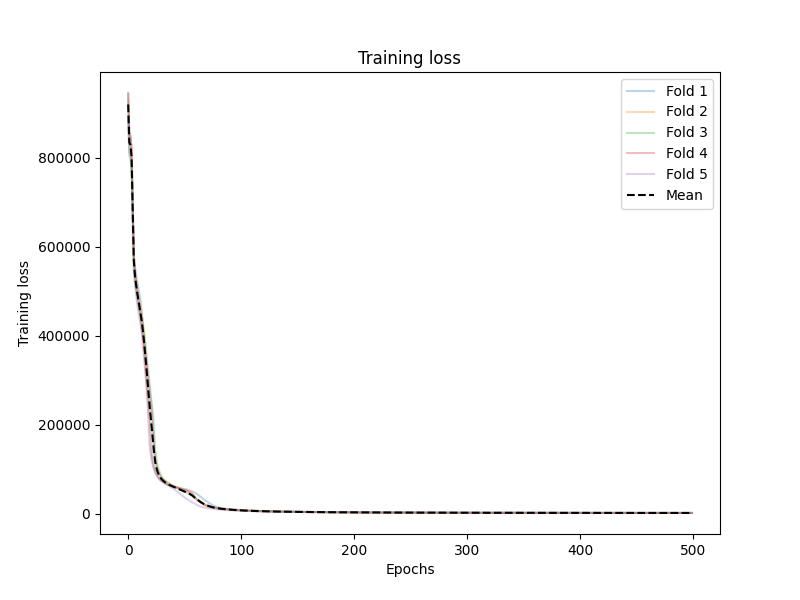 Training loss
Fold 1
Fold 2
Fold 3
Fold 4
Fold 5
Mean
800000
600000
400000
200000
0
Training loss
0 100 200 300 400 500
Epochs